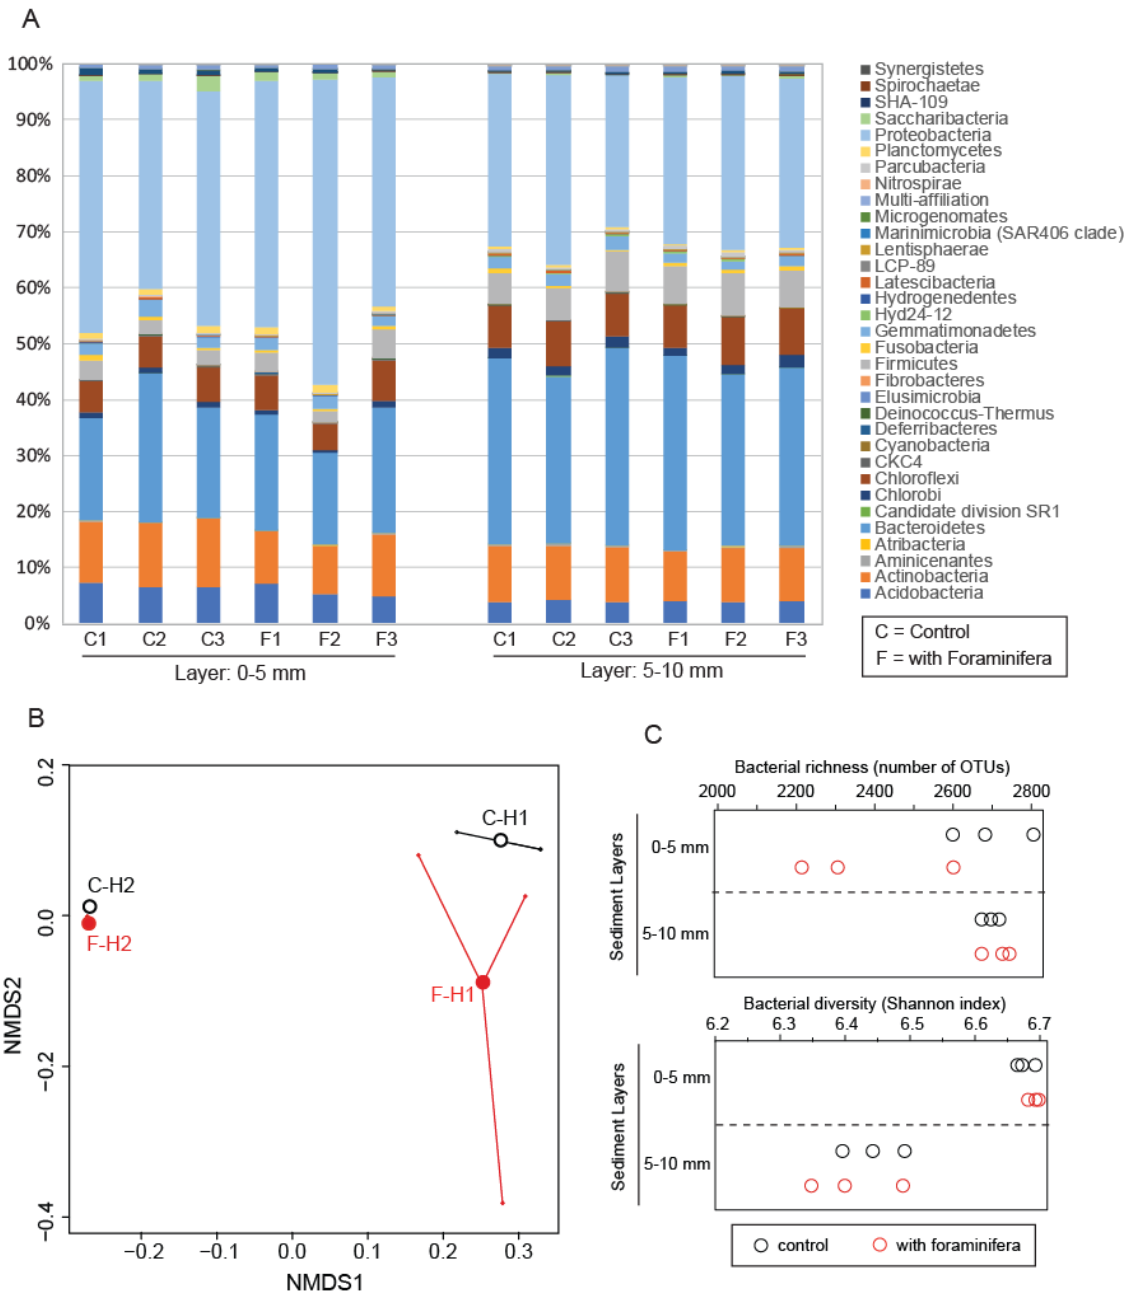 A
100%
90%
80%
70%
60%
50%
40%
30%
20%
10%
0%
C1 C2 C3 F1 F2 F3 C1 C2 C3 F1 F2 F3
Layer: 0-5 mm Layer: 5-10 mm
Synergistetes
Spirochaetae
SHA-109
Saccharibacteria
Proteobacteria
Planctomycetes
Parcubacteria
Nitrospirae
Multi-affiliation
Microgenomates
Marinimicrobia (SAR406 clade)
Lentisphaerae
LCP-89
Latescibacteria
Hydrogenedentes
Hyd24-12
Gemmatimonadetes
Fusobacteria
Firmicutes
Fibrobacteres
Elusimicrobia
Deinococcus-Thermus
Deferribacteres
Cyanobacteria
CKC4
Chloroflexi
Chlorobi
Candidate division SR1
Bacteroidetes
Atribacteria
Aminicenantes
Actinobacteria
Acidobacteria
C = Control
F = with Foraminifera
B
0.2
0.0
−0.2
−0.4
NMDS2
C-H1
C-H2
F-H2
F-H1
−0.2 −0.1 0.0 0.1 0.2 0.3
NMDS1
C
Bacterial richness (number of OTUs)
2000 2200 2400 2600 2800
Sediment Layers
0-5 mm
5-10 mm
Bacterial diversity (Shannon index)
6.2 6.3 6.4 6.5 6.6 6.7
Sediment Layers
0-5 mm
5-10 mm
control with foraminifera